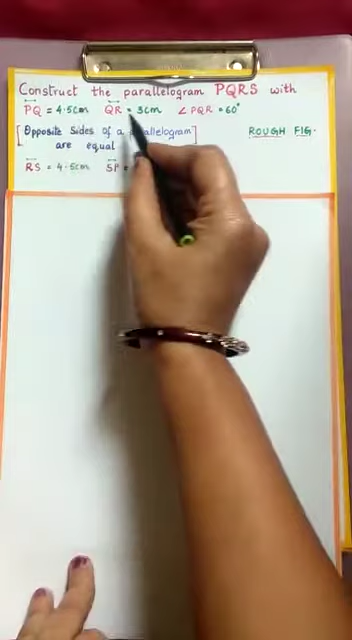 Construct the parallelogram PQRS with
PQ = 4.5cm QR = 3cm ∠ PQR = 60°
[Opposite Sides of a parallelogram] ROUGH FIG.
are equal
RS = 4.5cm SP =